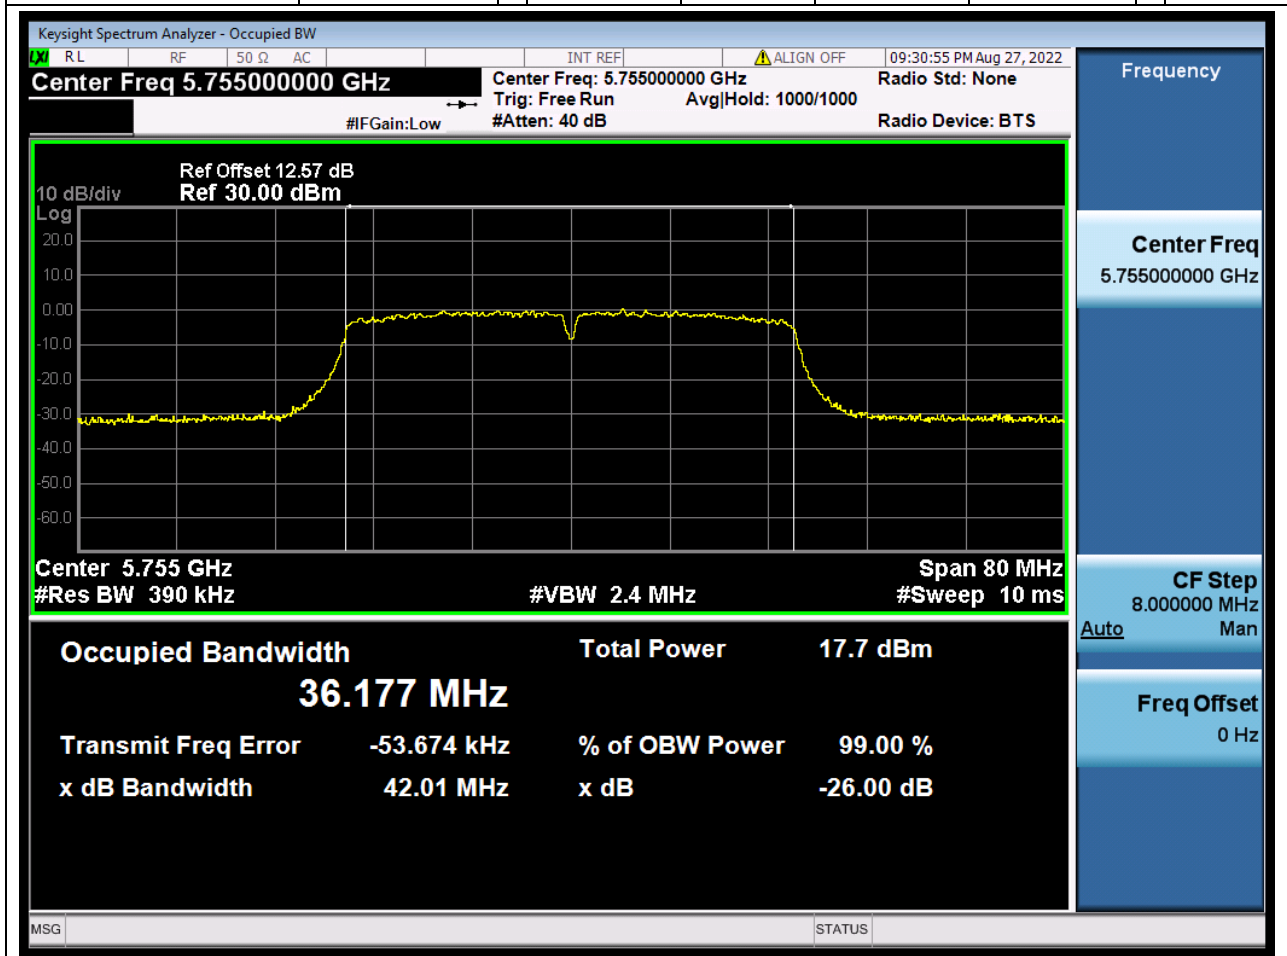 Keysight Spectrum Analyzer - Occupied BW
LXI RL RF 50 Ω AC INT REF ALIGN OFF 09:30:55 PM Aug 27, 2022
Center Freq 5.755000000 GHz
Center Freq: 5.755000000 GHz
Radio Std: None
Trig: Free Run Avg|Hold: 1000/1000
#IFGain:Low
#Atten: 40 dB
Radio Device: BTS
Ref Offset 12.57 dB
10 dB/div Ref 30.00 dBm
Log
20.0
10.0
0.00
-10.0
-20.0
-30.0
-40.0
-50.0
-60.0
Center 5.755 GHz Span 80 MHz
#Res BW 390 kHz #VBW 2.4 MHz #Sweep 10 ms
Occupied Bandwidth Total Power 17.7 dBm
36.177 MHz
Transmit Freq Error -53.674 kHz % of OBW Power 99.00 %
x dB Bandwidth 42.01 MHz x dB -26.00 dB
MSG STATUS
Frequency
Center Freq
5.755000000 GHz
CF Step
8.000000 MHz
Auto Man
Freq Offset
0 Hz